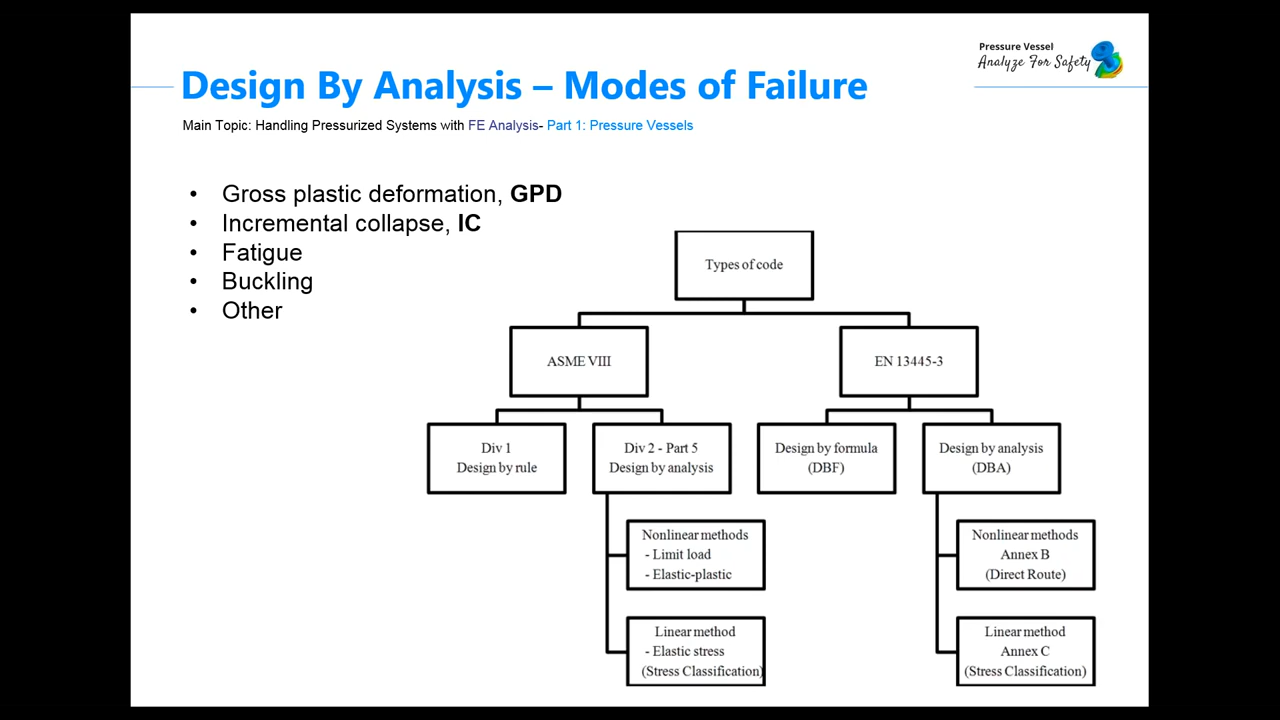 Pressure Vessel
Analyze For Safety
Design By Analysis – Modes of Failure
Main Topic: Handling Pressurized Systems with FE Analysis- Part 1: Pressure Vessels
• Gross plastic deformation, GPD
• Incremental collapse, IC
• Fatigue
• Buckling
• Other
Types of code
ASME VIII
EN 13445-3
Div 1
Design by rule
Div 2 - Part 5
Design by analysis
Design by formula
(DBF)
Design by analysis
(DBA)
Nonlinear methods
- Limit load
- Elastic-plastic
Nonlinear methods
Annex B
(Direct Route)
Linear method
- Elastic stress
(Stress Classification)
Linear method
Annex C
(Stress Classification)